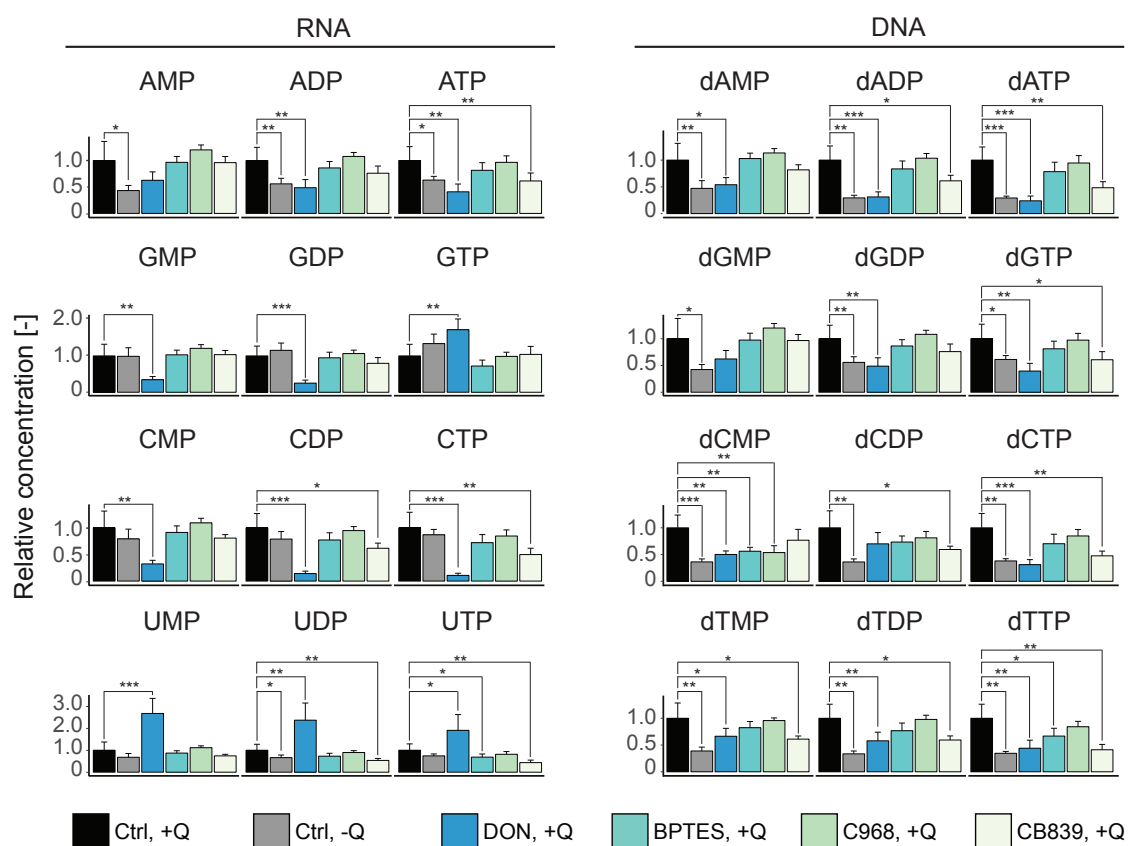 RNA DNA
AMP ADP ATP dAMP dADP dATP
* ** ** ** * ** ** * *** ** * ** *** ***
1.0 0.5 0 1.0 0.5 0
GMP GDP GTP dGMP dGDP dGTP
** *** ** * ** ** * ** *
2.0 1.0 0 1.0 0.5 0
Relative concentration [-]
CMP CDP CTP dCMP dCDP dCTP
** * *** ** *** ** ** ** *** * ** ** *** **
1.0 0.5 0 1.0 0.5 0
UMP UDP UTP dTMP dTDP dTTP
*** ** ** * ** * * * * ** * ** ** ** * ** **
3.0 2.0 1.0 0 1.0 0.5 0
Ctrl, +Q Ctrl, -Q DON, +Q BPTES, +Q C968, +Q CB839, +Q